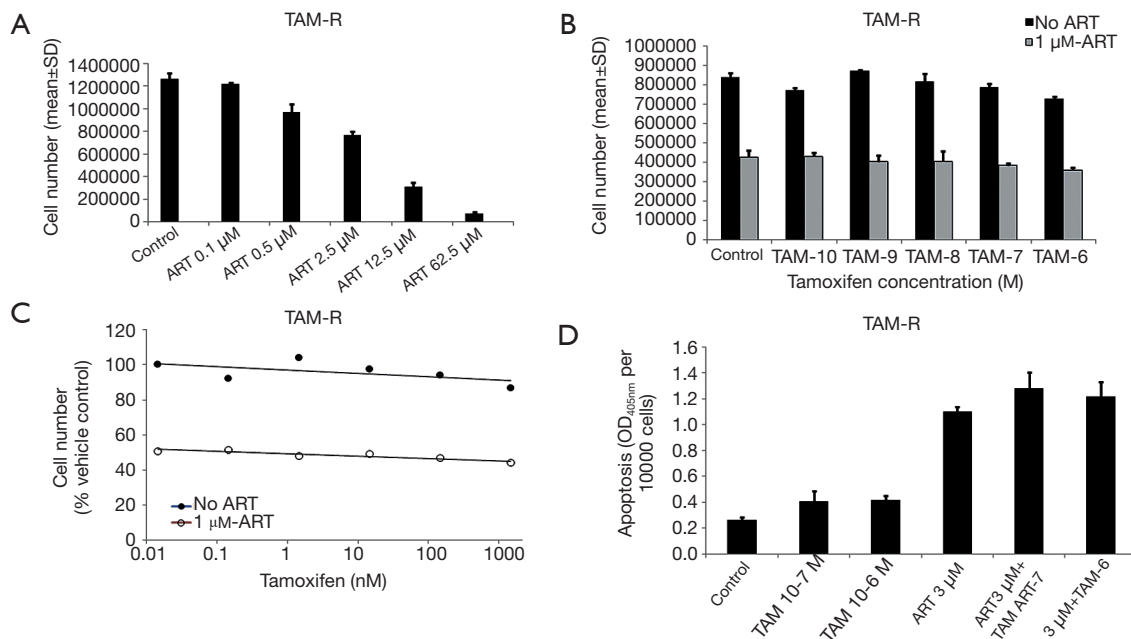 A
TAM-R
Cell number (mean±SD)
1400000
1200000
1000000
800000
600000
400000
200000
0
Control
ART 0.1 µM
ART 0.5 µM
ART 2.5 µM
ART 12.5 µM
ART 62.5 µM
B
TAM-R
No ART
1 µM-ART
Cell number (mean±SD)
1000000
900000
800000
700000
600000
500000
400000
300000
200000
100000
0
Control
TAM-10
TAM-9
TAM-8
TAM-7
TAM-6
Tamoxifen concentration (M)
C
TAM-R
Cell number
(% vehicle control)
120
100
80
60
40
20
0
No ART
1 µM-ART
0.01
0.1
1
10
100
1000
Tamoxifen (nM)
D
TAM-R
Apoptosis (OD405nm per
10000 cells)
1.6
1.4
1.2
1.0
0.8
0.6
0.4
0.2
0.0
Control
TAM 10-7 M
TAM 10-6 M
ART 3 µM
ART3 µM+
TAM ART-7
3 µM+TAM-6